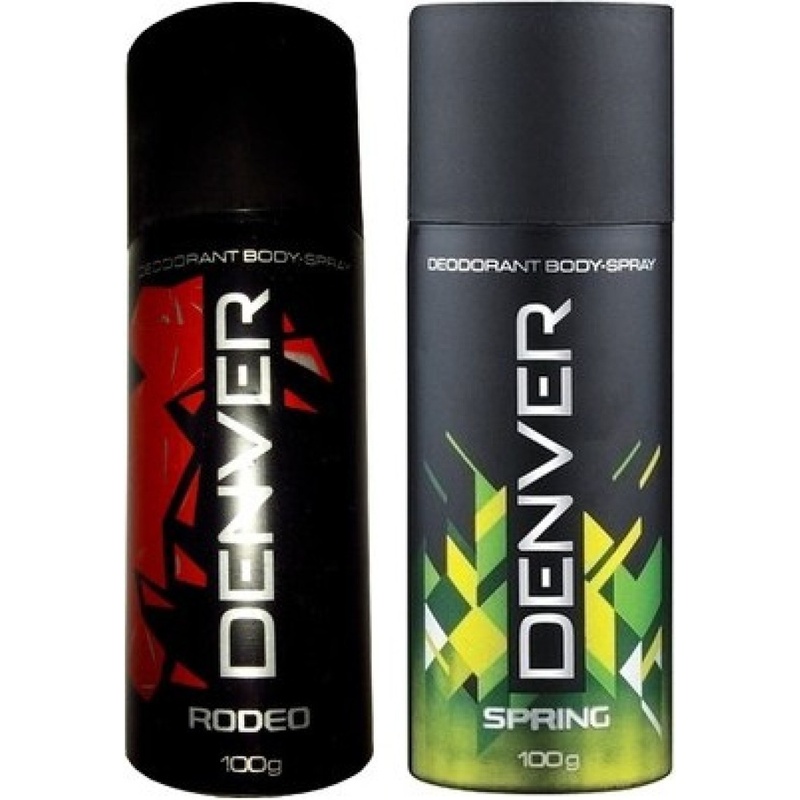 DEODORANT BODY-SPRAY
DENVER
RODEO
100g
DEODORANT BODY-SPRAY
DENVER
SPRING
100g